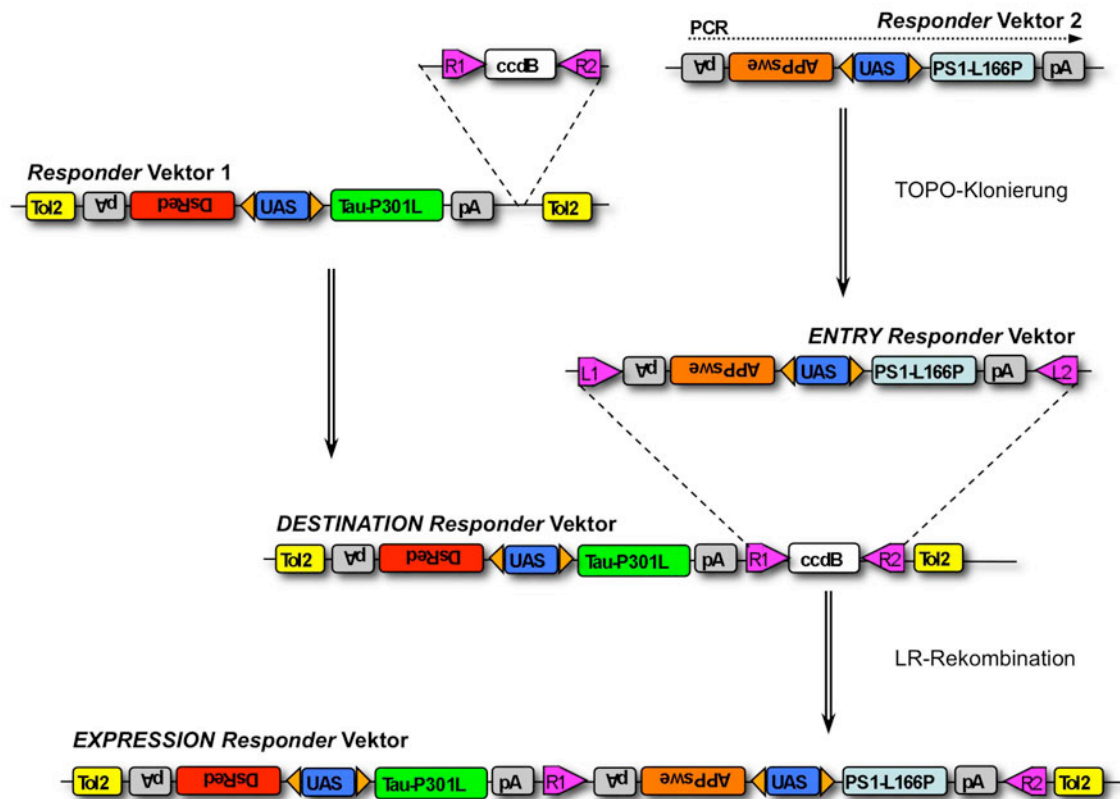 PCR
Responder Vektor 2
pA APPswe UAS PS1-L166P pA
R1 ccdB R2
Responder Vektor 1
Tol2 pA DsRed UAS Tau-P301L pA Tol2
TOPO-Klonierung
ENTRY Responder Vektor
L1 pA APPswe UAS PS1-L166P pA L2
DESTINATION Responder Vektor
Tol2 pA DsRed UAS Tau-P301L pA R1 ccdB R2 Tol2
LR-Rekombination
EXPRESSION Responder Vektor
Tol2 pA DsRed UAS Tau-P301L pA R1 pA APPswe UAS PS1-L166P pA R2 Tol2